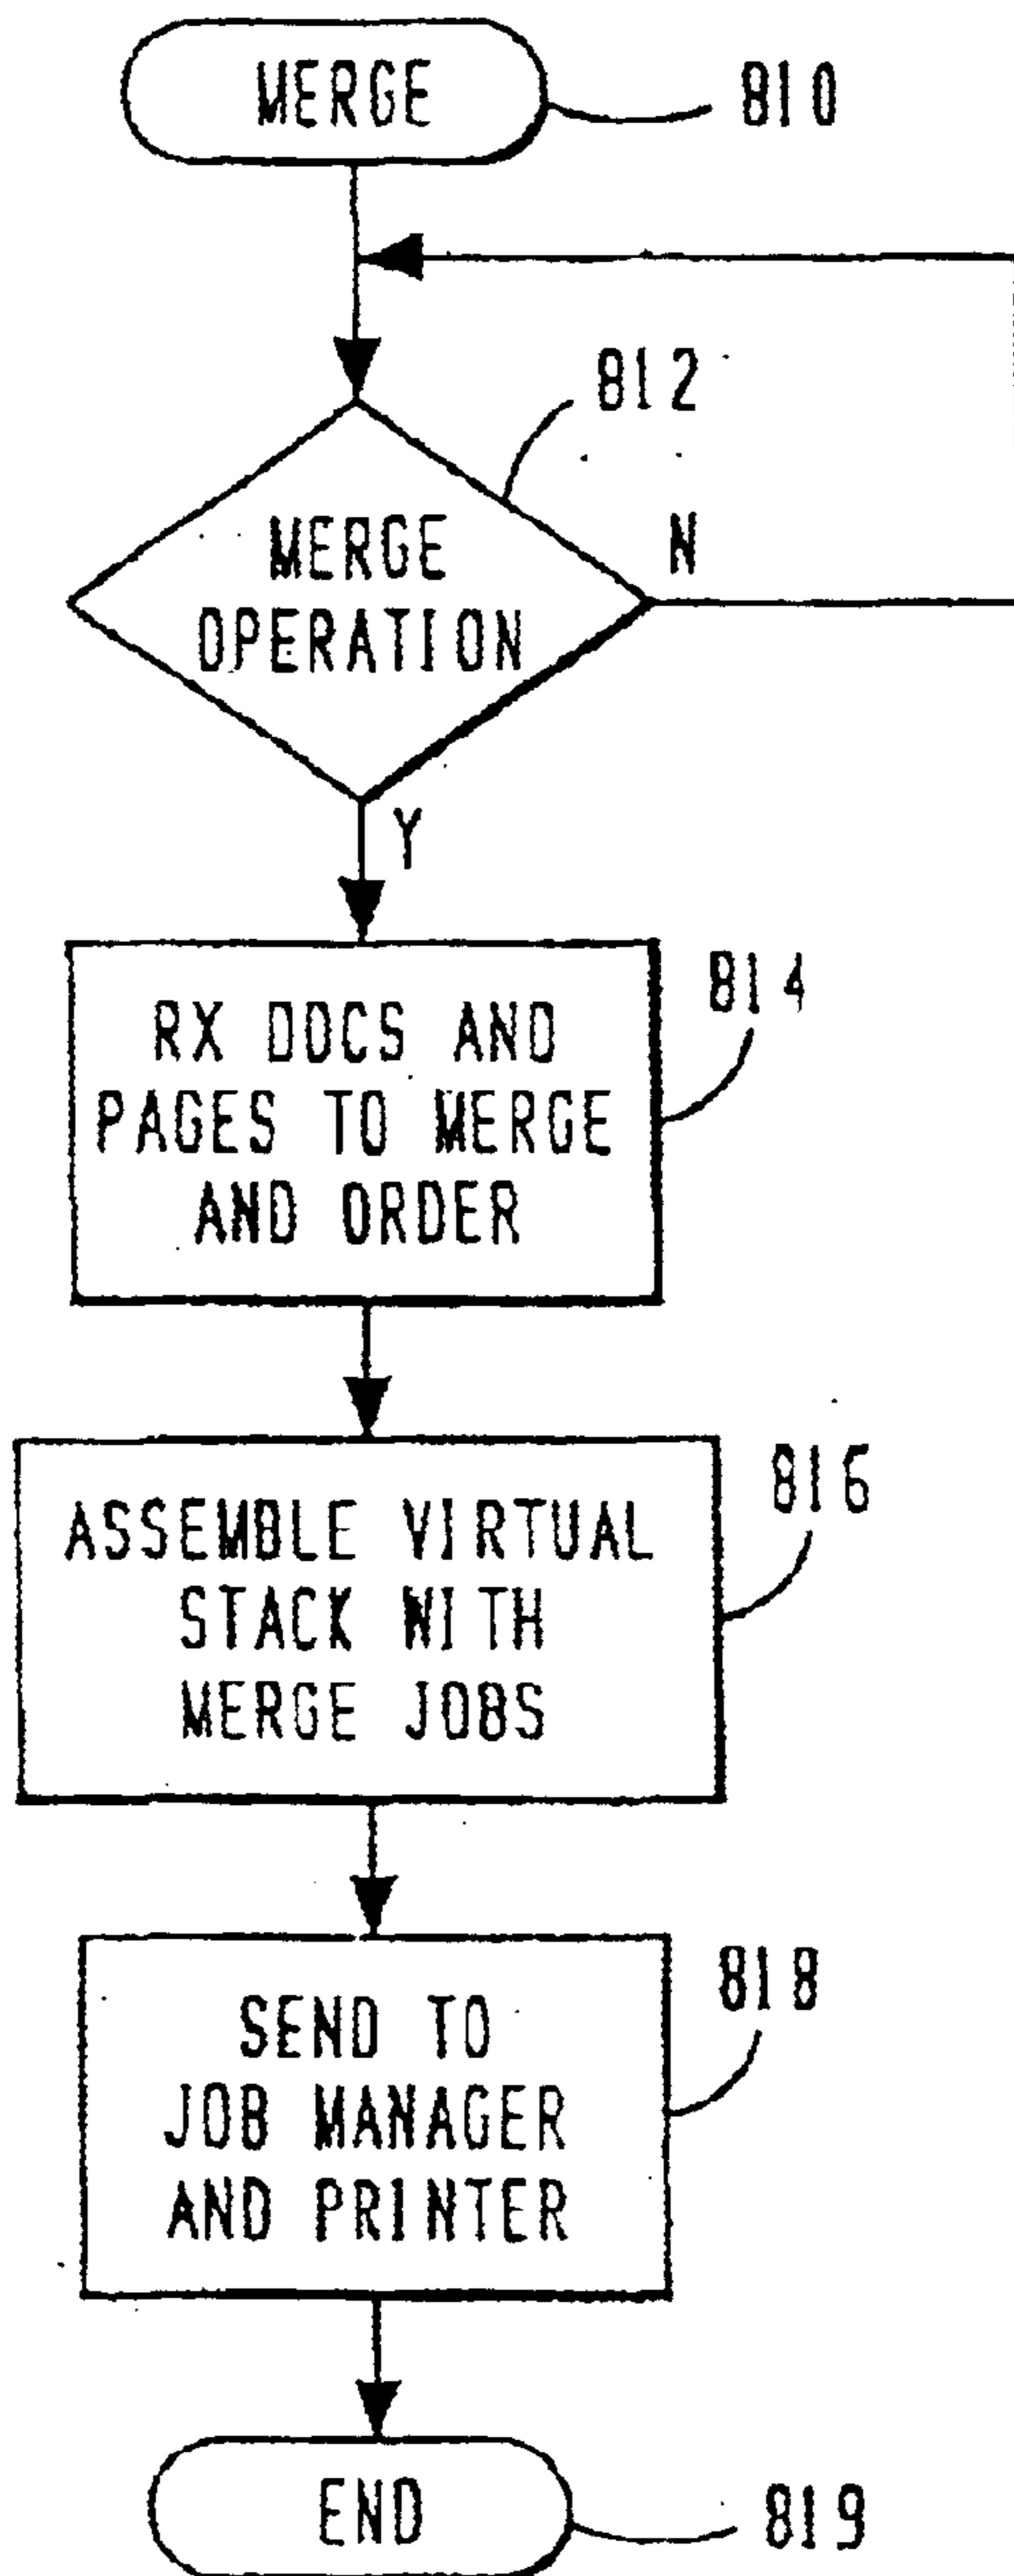 MERGE
810
812
MERGE
OPERATION
N
Y
RX DOCS AND
PAGES TO MERGE
AND ORDER
814
ASSEMBLE VIRTUAL
STACK WITH
MERGE JOBS
816
SEND TO
JOB MANAGER
AND PRINTER
818
END
819